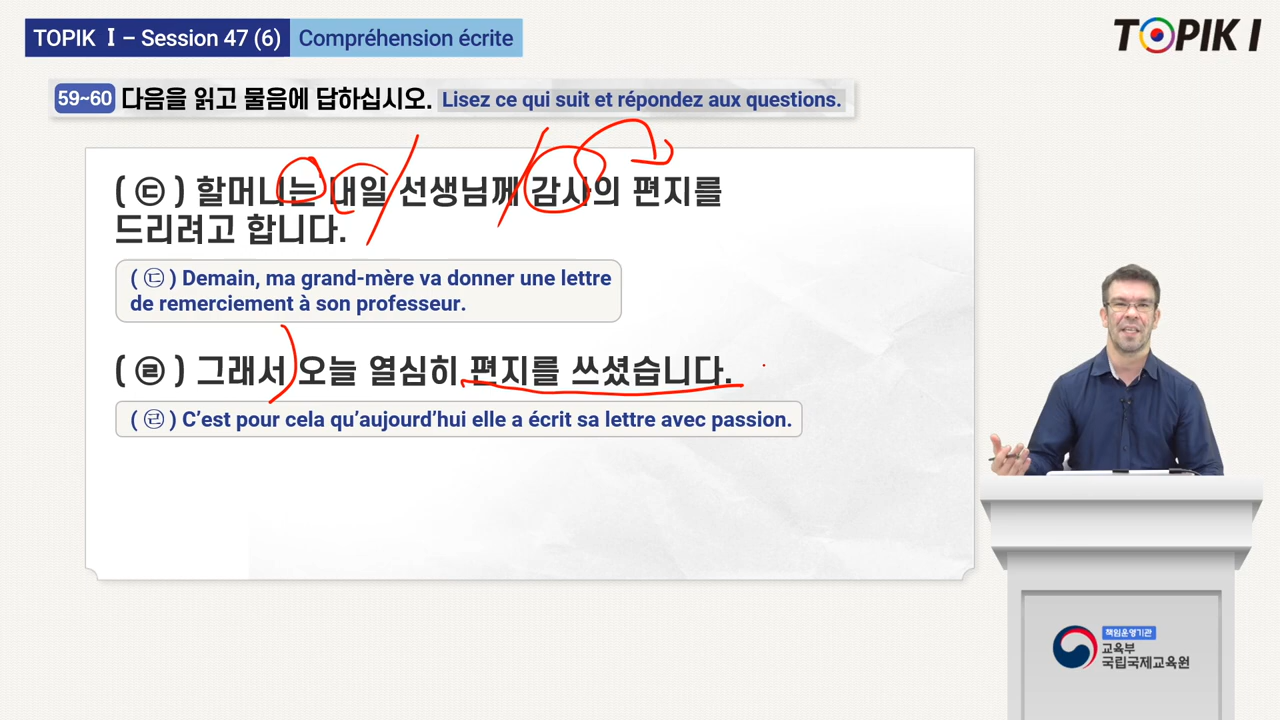 TOPIK Ⅰ – Session 47 (6) Compréhension écrite
TOPIK I
59~60 다음을 읽고 물음에 답하십시오. Lisez ce qui suit et répondez aux questions.
( ㉢ ) 할머니는 내일 선생님께 감사의 편지를
드리려고 합니다.
( ㉢ ) Demain, ma grand-mère va donner une lettre
de remerciement à son professeur.
( ㉣ ) 그래서 오늘 열심히 편지를 쓰셨습니다.
( ㉣ ) C’est pour cela qu’aujourd’hui elle a écrit sa lettre avec passion.
책임운영기관
교육부
국립국제교육원